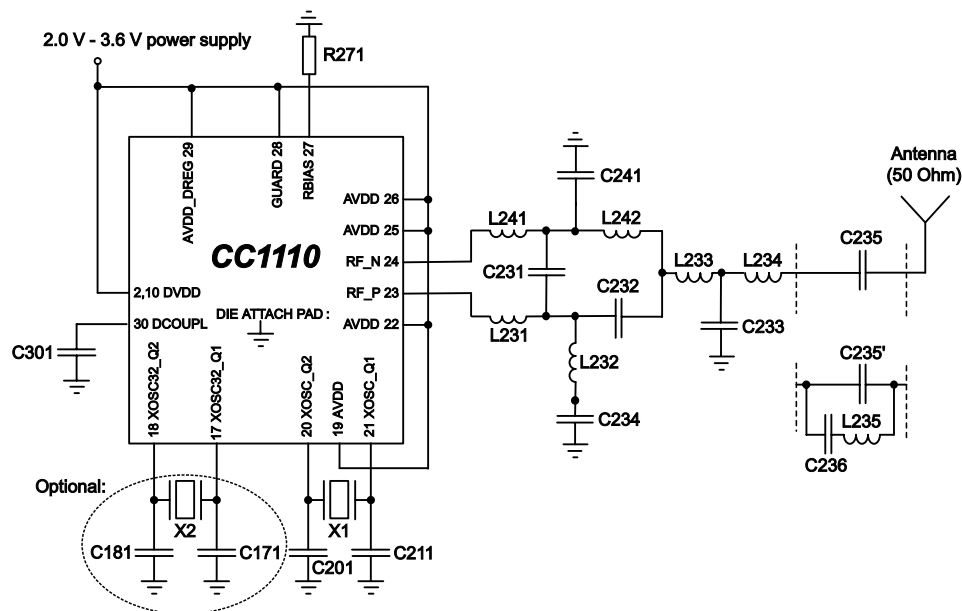 2.0 V - 3.6 V power supply
R271
AVDD_DREG 29
GUARD 28
RBIAS 27
AVDD 26
AVDD 25
RF_N 24
RF_P 23
AVDD 22
CC1110
2,10 DVDD
DIE ATTACH PAD :
30 DCOUPL
18 XOSC32_Q2
17 XOSC32_Q1
20 XOSC_Q2
19 AVDD
21 XOSC_Q1
C301
C241
L241
L242
C231
C232
L231
L232
C234
L233
L234
C233
C235
Antenna
(50 Ohm)
C235'
L235
C236
Optional:
X2
X1
C181
C171
C201
C211